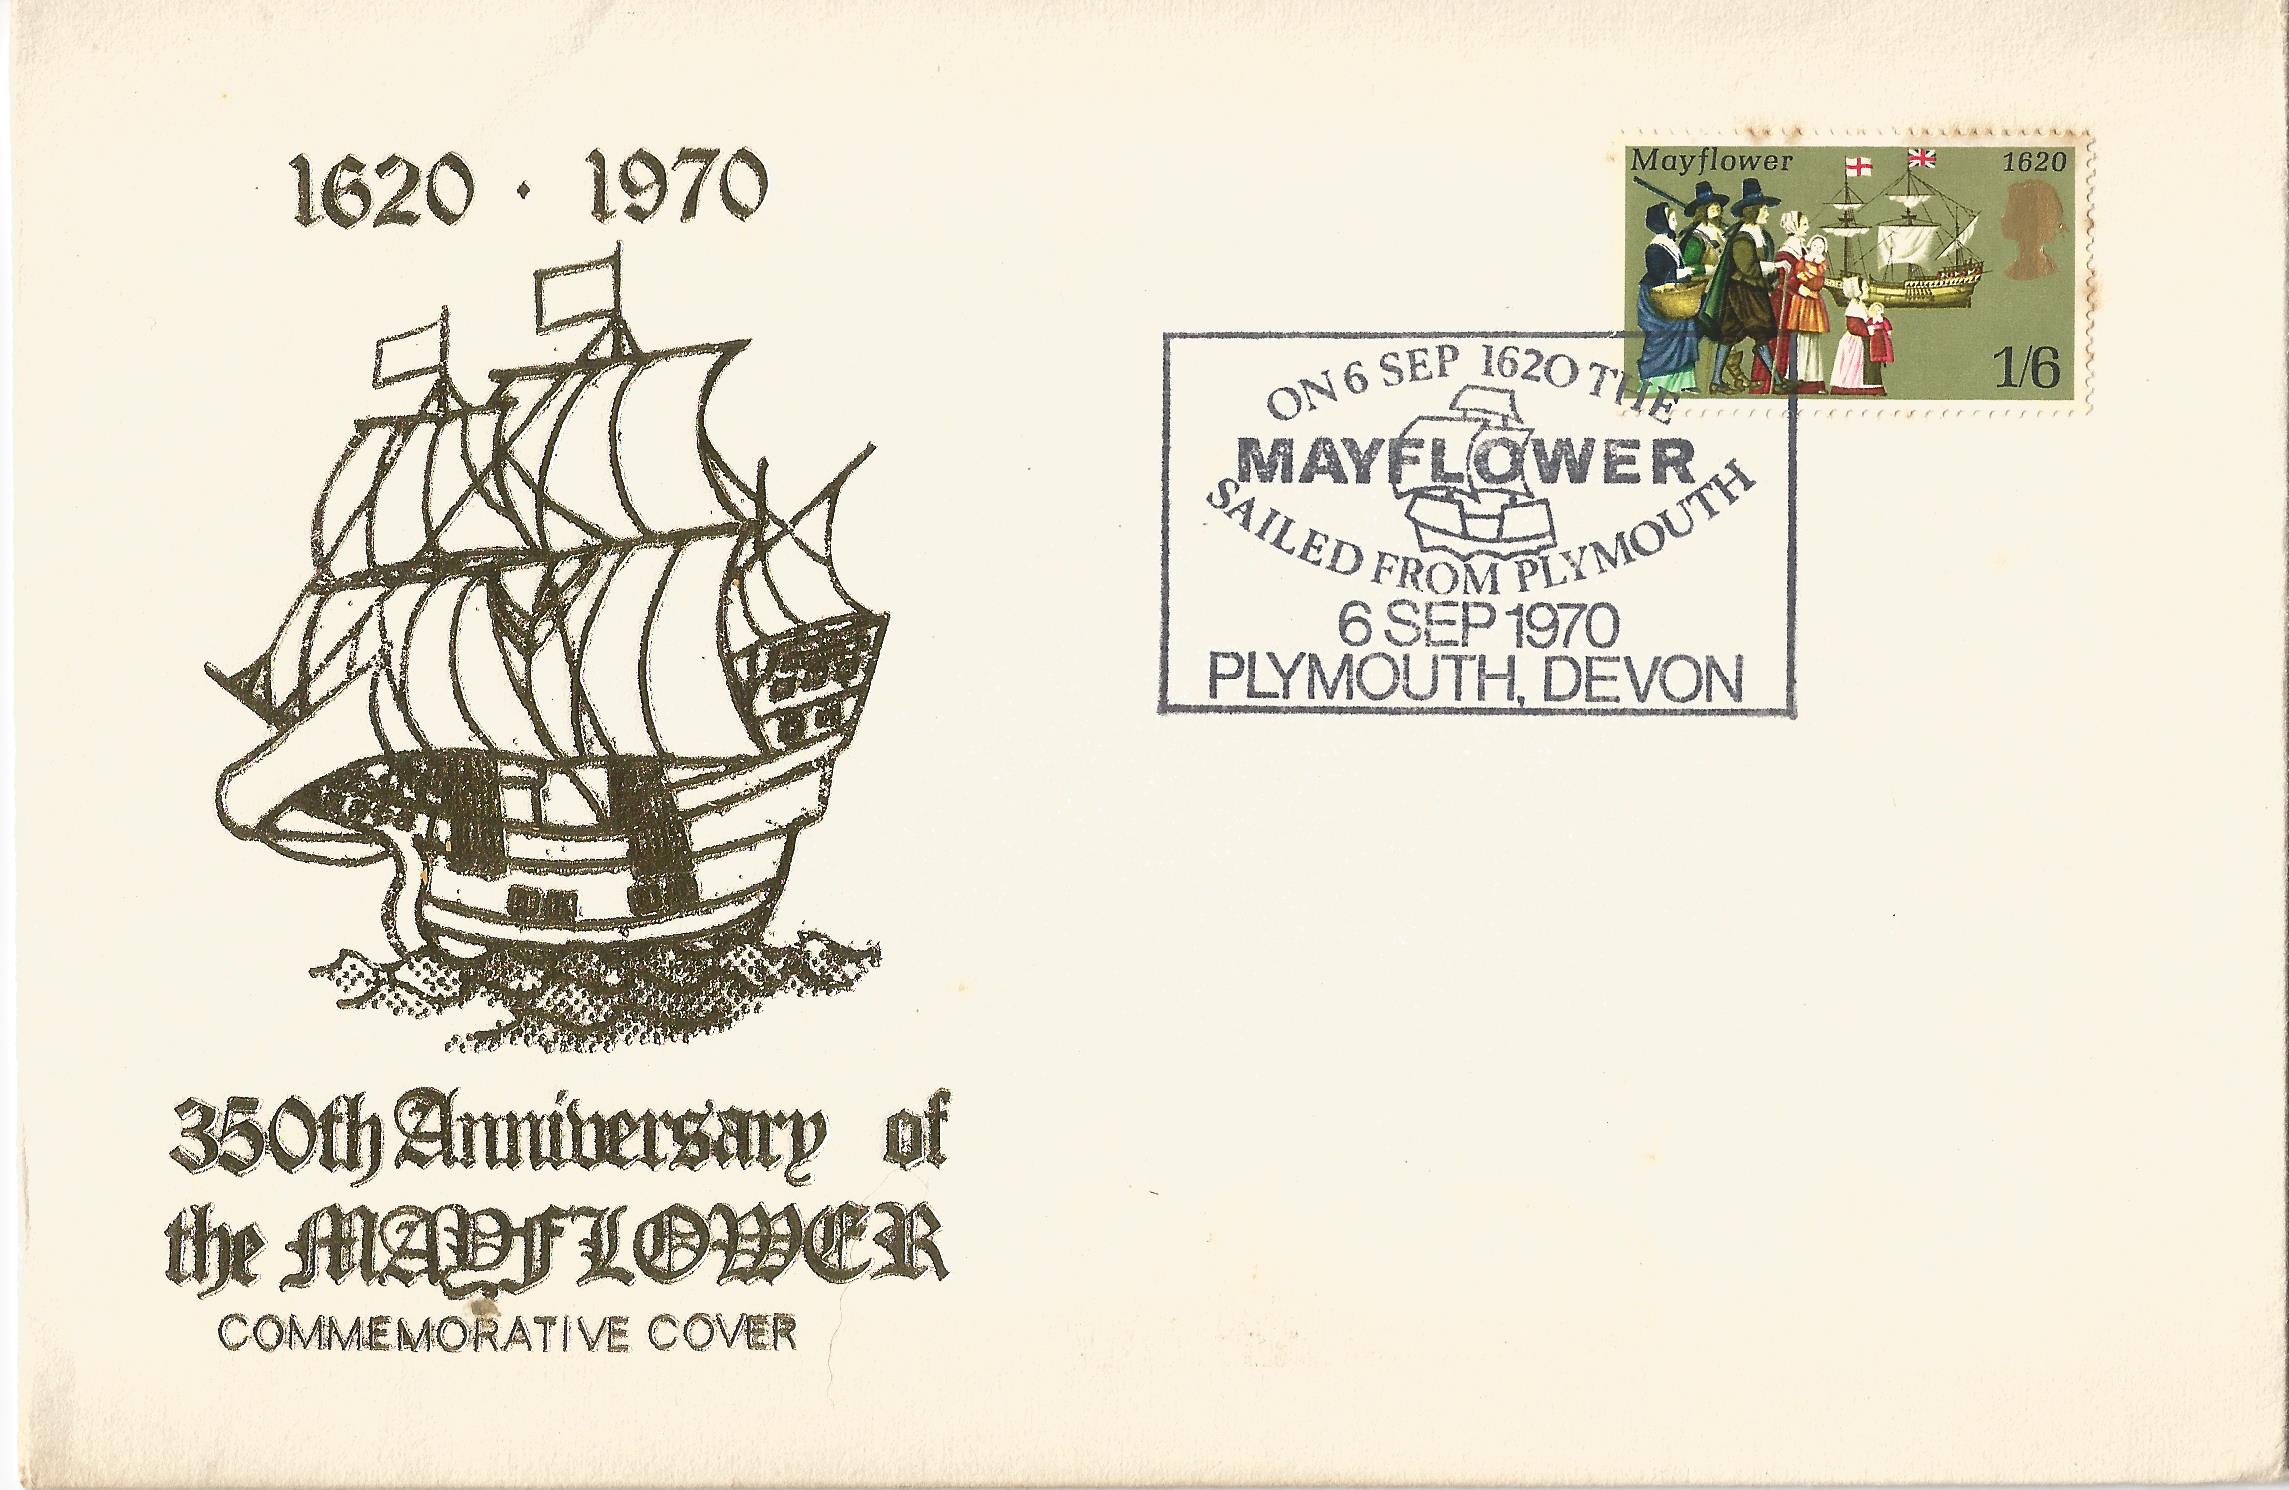 1620 · 1970
350th Anniversary of
the MAYFLOWER
COMMEMORATIVE COVER
Mayflower 1620
1/6
ON 6 SEP 1620 THE
MAYFLOWER
SAILED FROM PLYMOUTH
6 SEP 1970
PLYMOUTH, DEVON